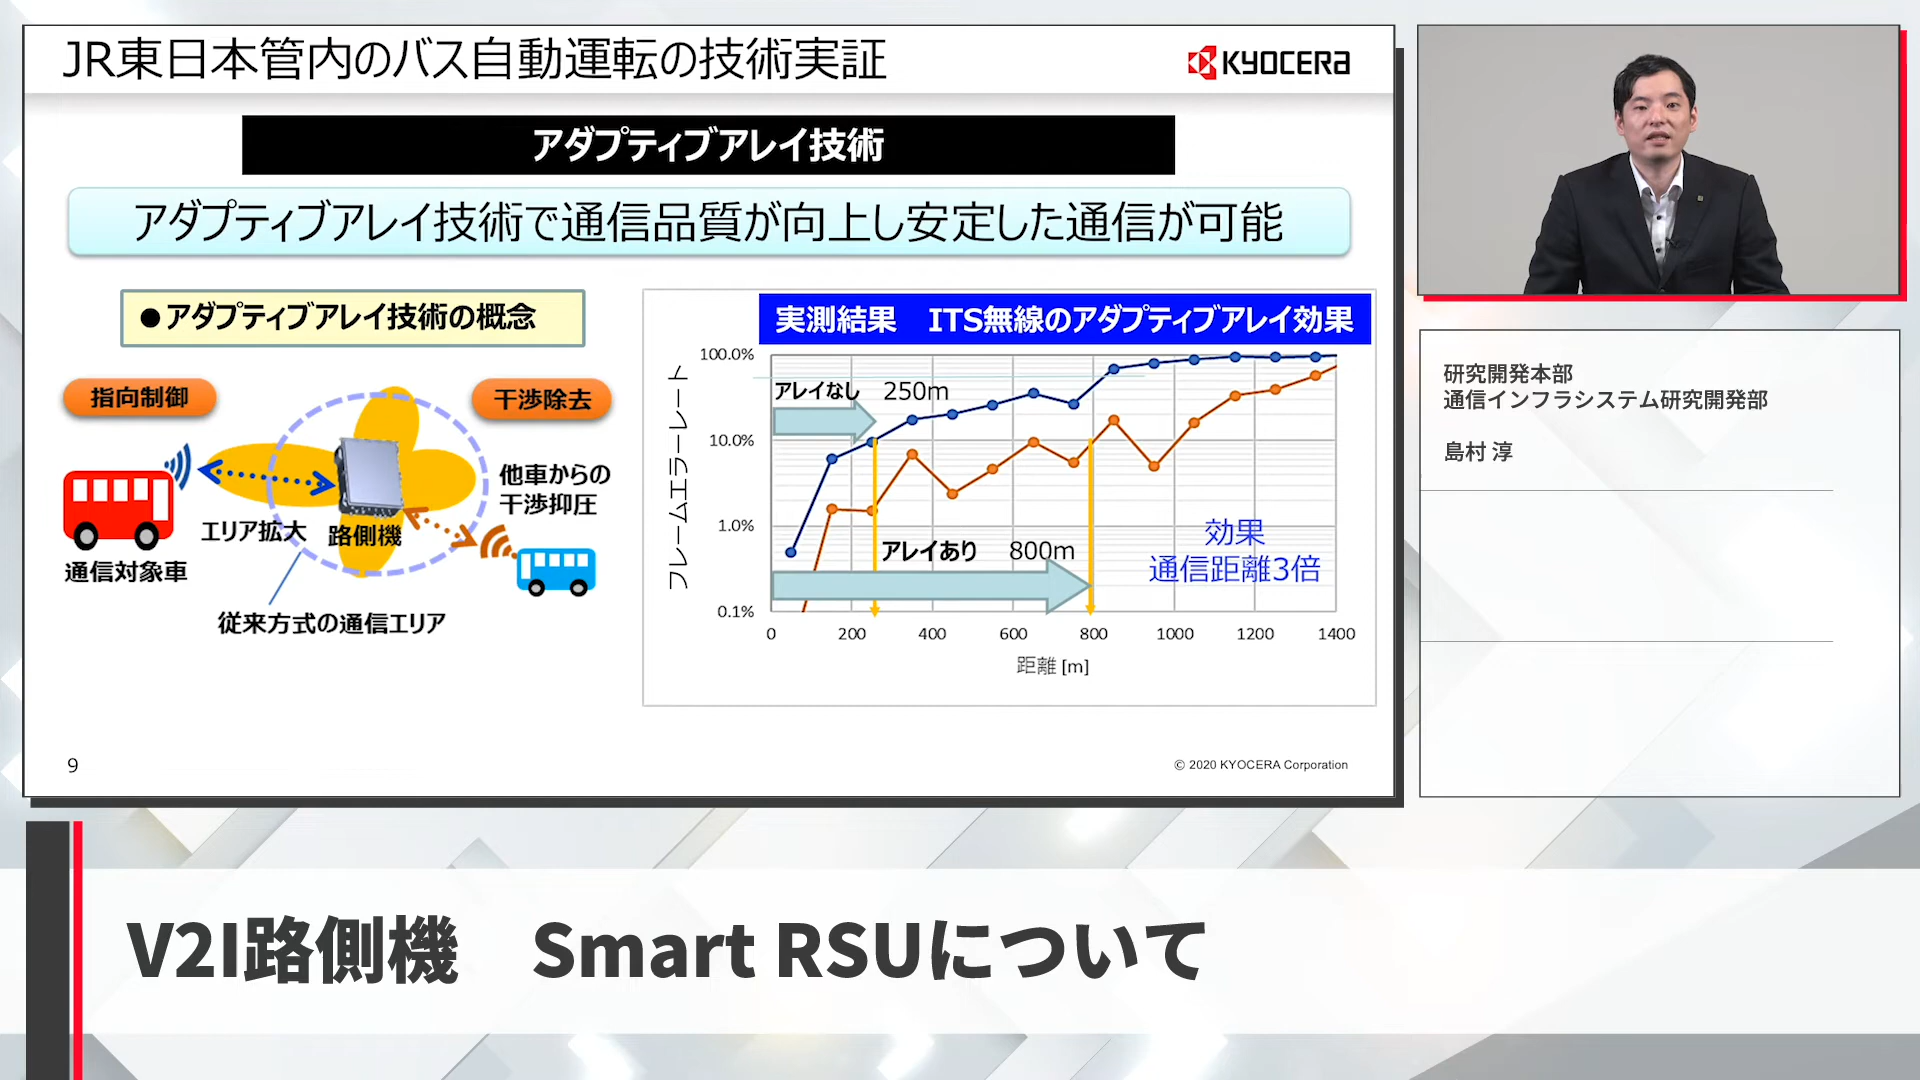 JR東日本管内のバス自動運転の技術実証
KYOCERA
アダプティブアレイ技術
アダプティブアレイ技術で通信品質が向上し安定した通信が可能
●アダプティブアレイ技術の概念
指向制御
干渉除去
他車からの
干渉抑圧
エリア拡大
路側機
通信対象車
従来方式の通信エリア
実測結果　ITS無線のアダプティブアレイ効果
フレームエラーレート
100.0%
10.0%
1.0%
0.1%
アレイなし　250m
アレイあり　800m
効果
通信距離3倍
0 200 400 600 800 1000 1200 1400
距離 [m]
9
© 2020 KYOCERA Corporation
研究開発本部
通信インフラシステム研究開発部
島村 淳
V2I路側機　Smart RSUについて